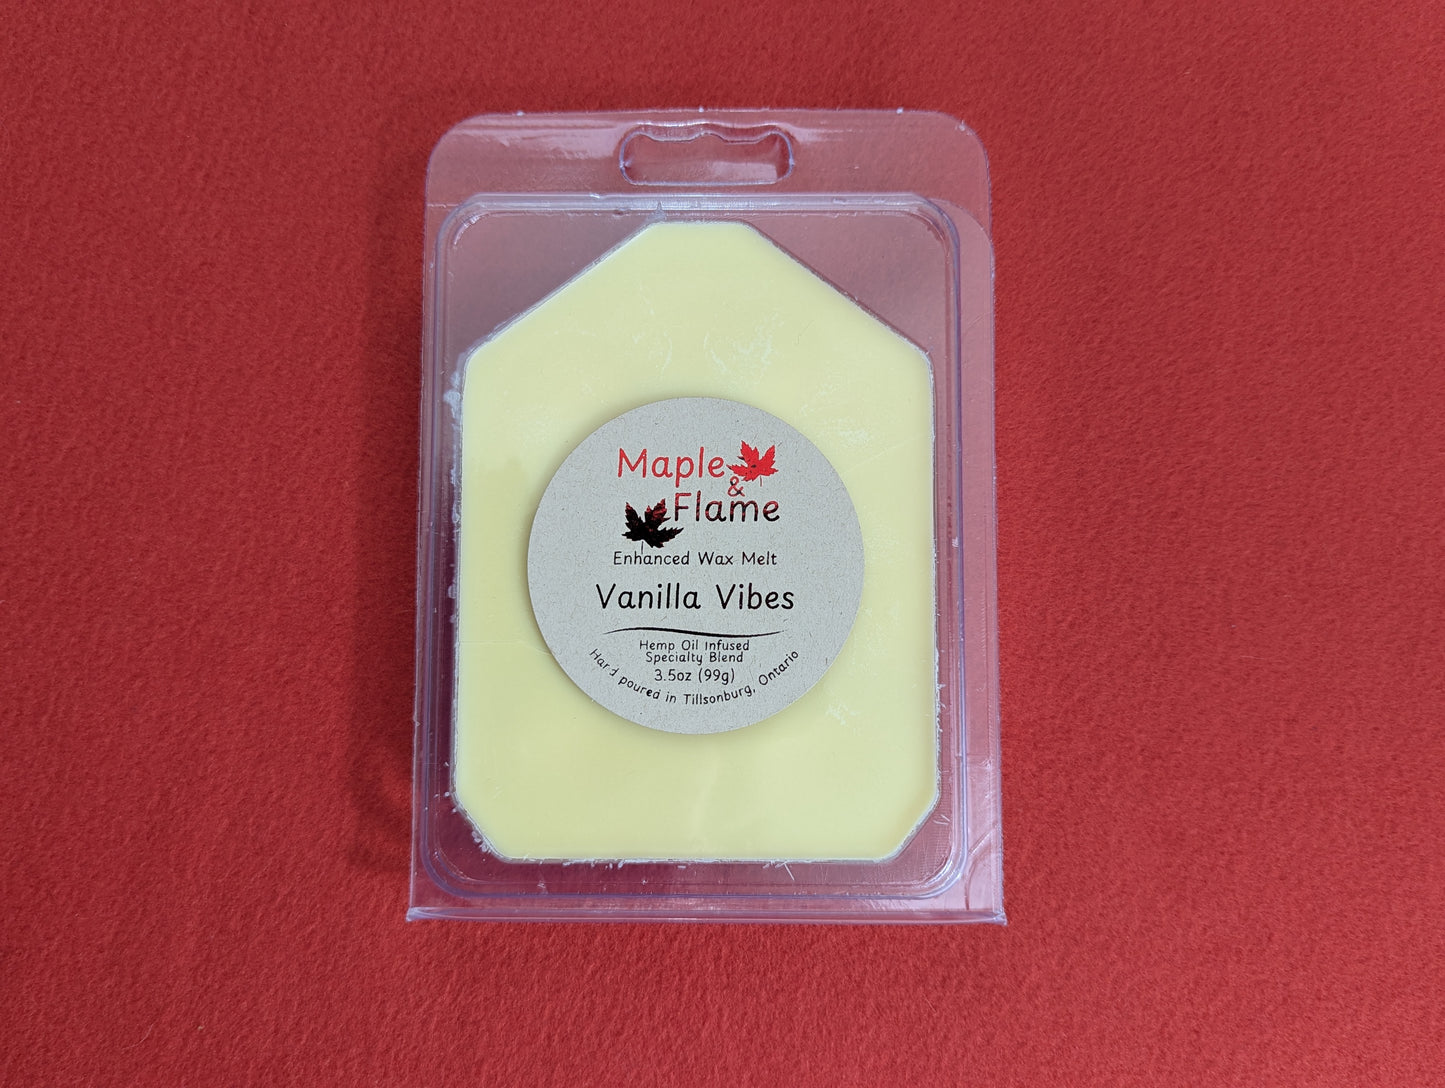 Maple
&
Flame
Enhanced Wax Melt
Vanilla Vibes
Hemp Oil Infused
Specialty Blend
3.5oz (99g)
Hand poured in Tillsonburg, Ontario